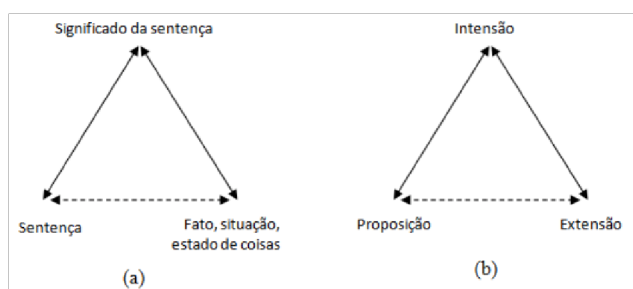 Significado da sentença
Sentença
Fato, situação,
estado de coisas
(a)
Intensão
Proposição
Extensão
(b)